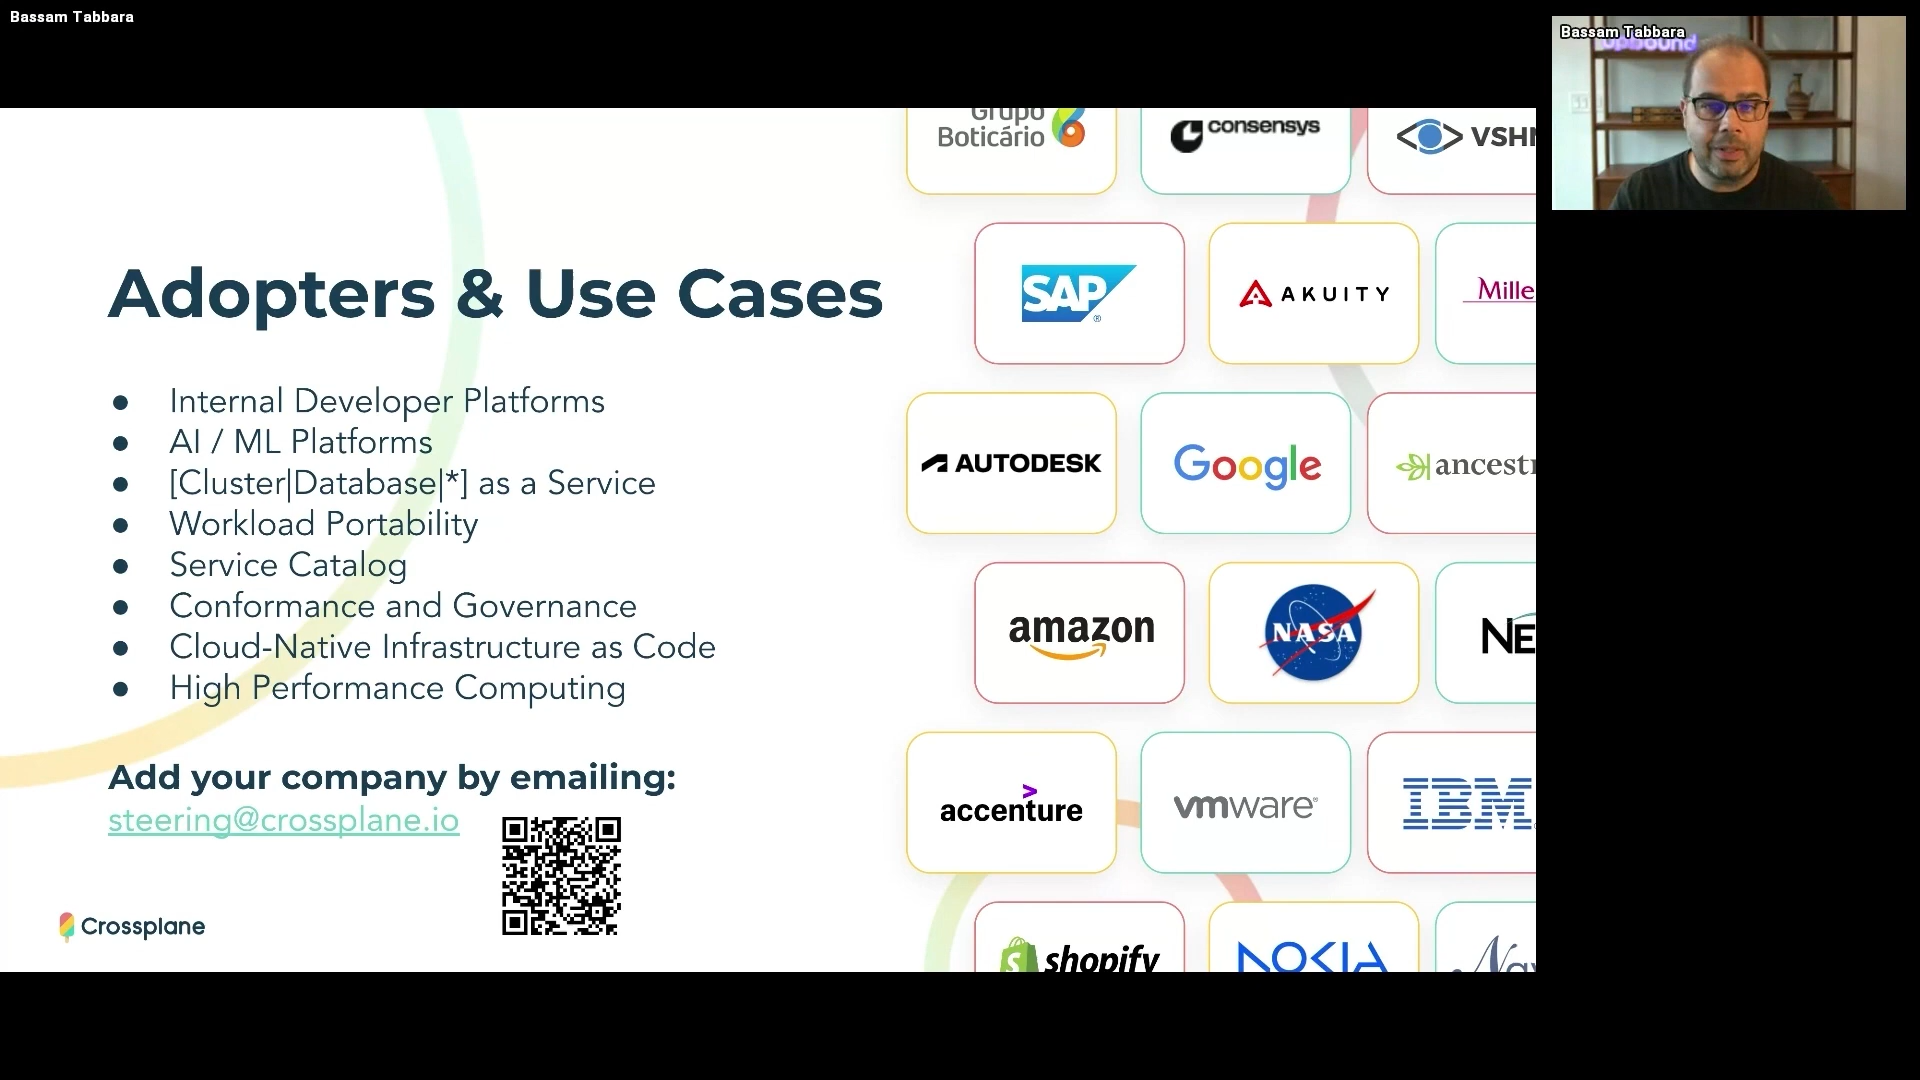 Bassam Tabbara
Bassam Tabbara
upbound
Adopters & Use Cases
● Internal Developer Platforms
● AI / ML Platforms
● [Cluster|Database|*] as a Service
● Workload Portability
● Service Catalog
● Conformance and Governance
● Cloud-Native Infrastructure as Code
● High Performance Computing
Add your company by emailing:
steering@crossplane.io
Crossplane
Grupo
Boticário
consensys
VSH
SAP
®
AKUITY
Mille
AUTODESK
Google
ancest
amazon
NASA
NE
accenture
vmware®
IBM
shopify
NOKIA
Na